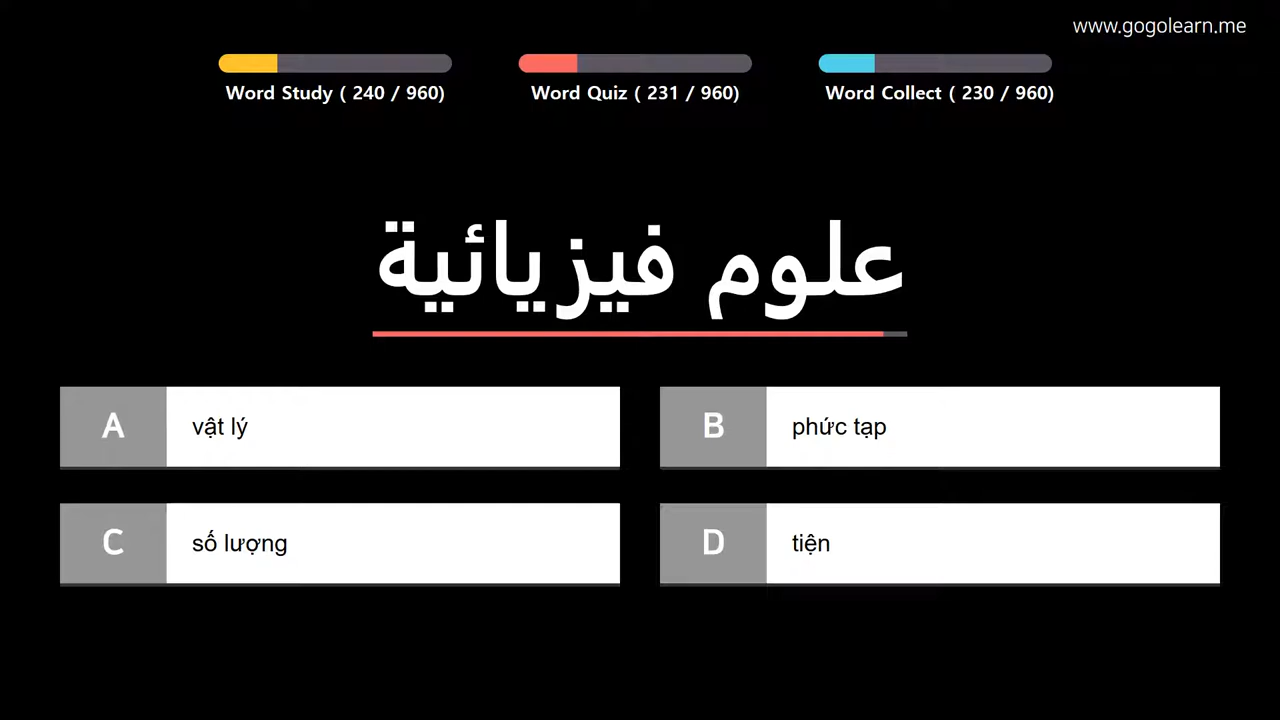 www.gogolearn.me
Word Study ( 240 / 960)
Word Quiz ( 231 / 960)
Word Collect ( 230 / 960)
علوم فيزيائية
A
vật lý
B
phức tạp
C
số lượng
D
tiện